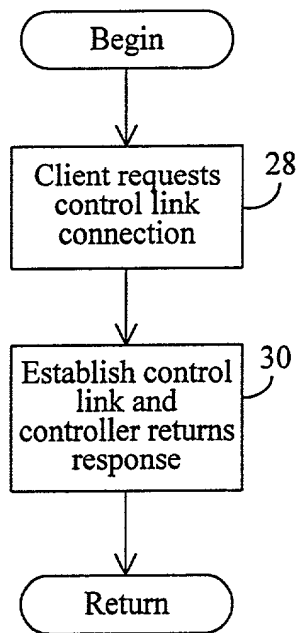 Begin
Client requests
control link
connection
28
Establish control
link and
controller returns
response
30
Return